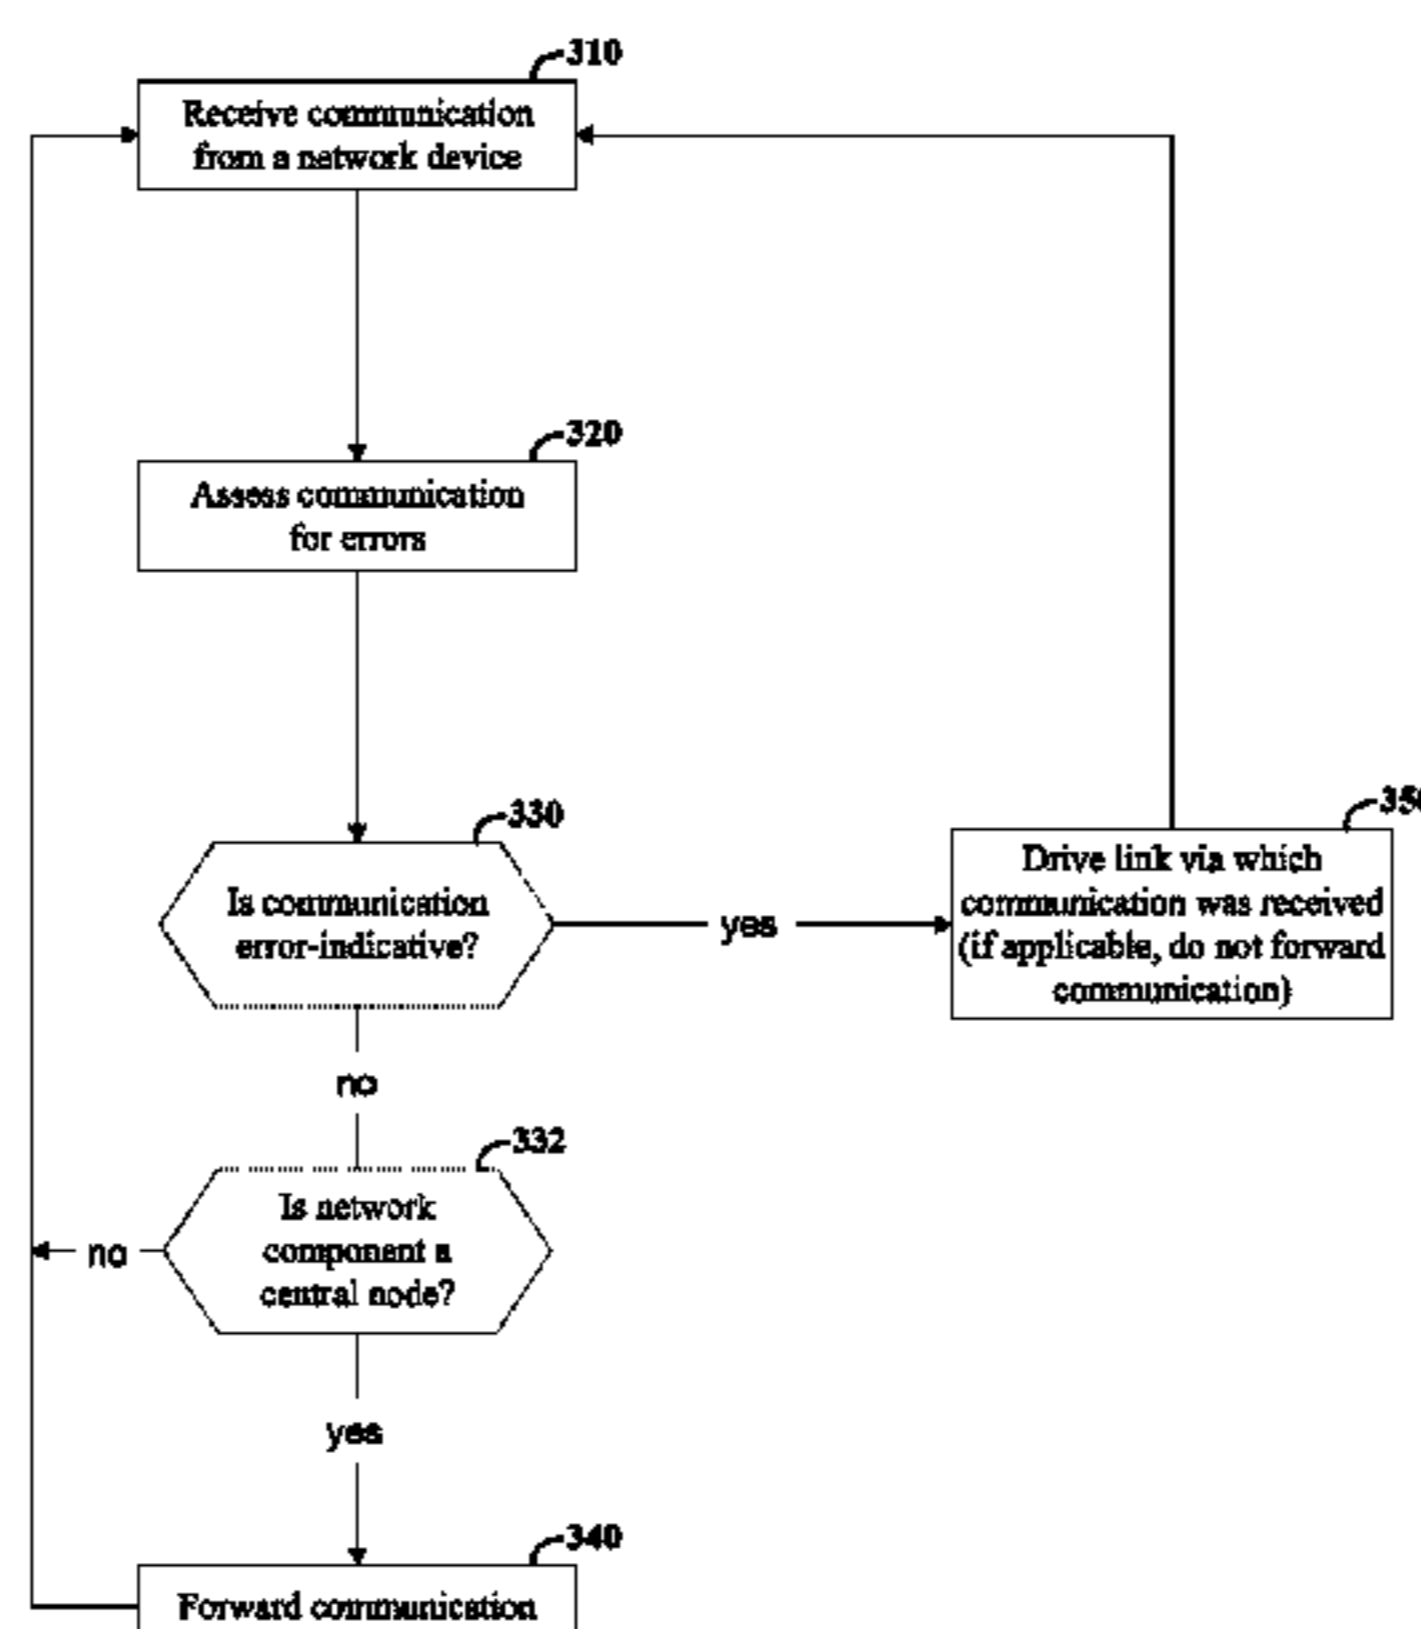 310
Receive communication
from a network device
320
Assess communication
for errors
330
Is communication
error-indicative?
yes
350
Drive link via which
communication was received
(if applicable, do not forward
communication)
no
332
Is network
component a
central node?
no
yes
340
Forward communication